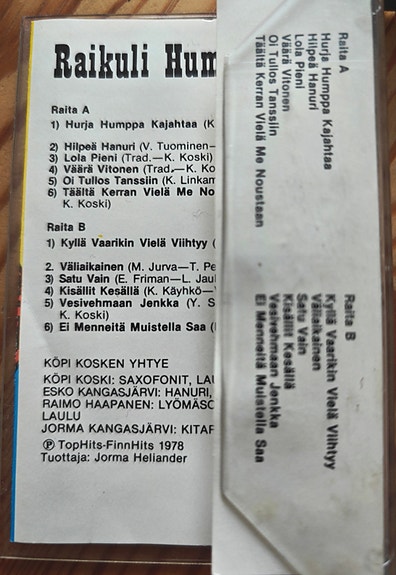 Raikuli Hum
Raita A
1) Hurja Humppa Kajahtaa (K
2) Hilpeä Hanuri (V. Tuominen–
3) Lola Pieni (Trad.—K. Koski)
4) Väärä Vitonen (Trad.—K. Ko
5) Oi Tullos Tanssiin (K. Linkam
6) Täältä Kerran Vielä Me No
K. Koski)
Raita B
1) Kyllä Vaarikin Vielä Viihtyy (
2. Väliaikainen (M. Jurva—T. Pe
3) Satu Vain (E. Friman—L. Jau
4) Kisällit Kesällä (K. Käyhkö—
5) Vesivehmaan Jenkka (Y. S
K. Koski)
6) Ei Menneitä Muistella Saa (
KÖPI KOSKEN YHTYE
KÖPI KOSKI: SAXOFONIT, LAU
ESKO KANGASJÄRVI: HANURI,
RAIMO HAAPANEN: LYÖMÄSO
LAULU
JORMA KANGASJÄRVI: KITAR
Ⓟ TopHits-FinnHits 1978
Tuottaja: Jorma Heliander
Raita A
Hurja Humppa Kajahtaa
Hilpeä Hanuri
Lola Pieni
Väärä Vitonen
Oi Tullos Tanssiin
Täältä Kerran Vielä Me Noustaan
Raita B
Kyllä Vaarikin Vielä Viihtyy
Väliaikainen
Satu Vain
Kisällit Kesällä
Vesivehmaan Jenkka
Ei Menneitä Muistella Saa